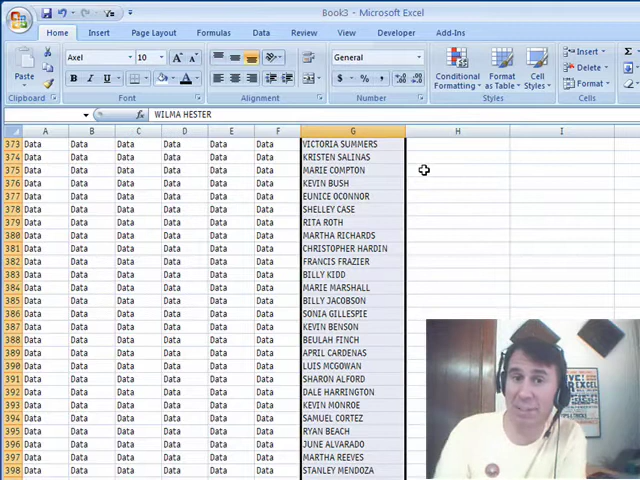 Book3 - Microsoft Excel
Home Insert Page Layout Formulas Data Review View Developer Add-Ins
Paste
Axel 10 A A
B I U A
General
$ % ,
Conditional Formatting
Format as Table
Cell Styles
Insert
Delete
Format
Clipboard Font Alignment Number Styles Cells
fx WILMA HESTER
A B C D E F G H I
373 Data Data Data Data Data Data VICTORIA SUMMERS
374 Data Data Data Data Data Data KRISTEN SALINAS
375 Data Data Data Data Data Data MARIE COMPTON
376 Data Data Data Data Data Data KEVIN BUSH
377 Data Data Data Data Data Data EUNICE OCONNOR
378 Data Data Data Data Data Data SHELLEY CASE
379 Data Data Data Data Data Data RITA ROTH
380 Data Data Data Data Data Data MARTHA RICHARDS
381 Data Data Data Data Data Data CHRISTOPHER HARDIN
382 Data Data Data Data Data Data FRANCIS FRAZIER
383 Data Data Data Data Data Data BILLY KIDD
384 Data Data Data Data Data Data MARIE MARSHALL
385 Data Data Data Data Data Data BILLY JACOBSON
386 Data Data Data Data Data Data SONIA GILLESPIE
387 Data Data Data Data Data Data KEVIN BENSON
388 Data Data Data Data Data Data BEULAH FINCH
389 Data Data Data Data Data Data APRIL CARDENAS
390 Data Data Data Data Data Data LUIS MCGOWAN
391 Data Data Data Data Data Data SHARON ALFORD
392 Data Data Data Data Data Data DALE HARRINGTON
393 Data Data Data Data Data Data KEVIN MONROE
394 Data Data Data Data Data Data SAMUEL CORTEZ
395 Data Data Data Data Data Data RYAN BEACH
396 Data Data Data Data Data Data JUNE ALVARADO
397 Data Data Data Data Data Data MARTHA REEVES
398 Data Data Data Data Data Data STANLEY MENDOZA